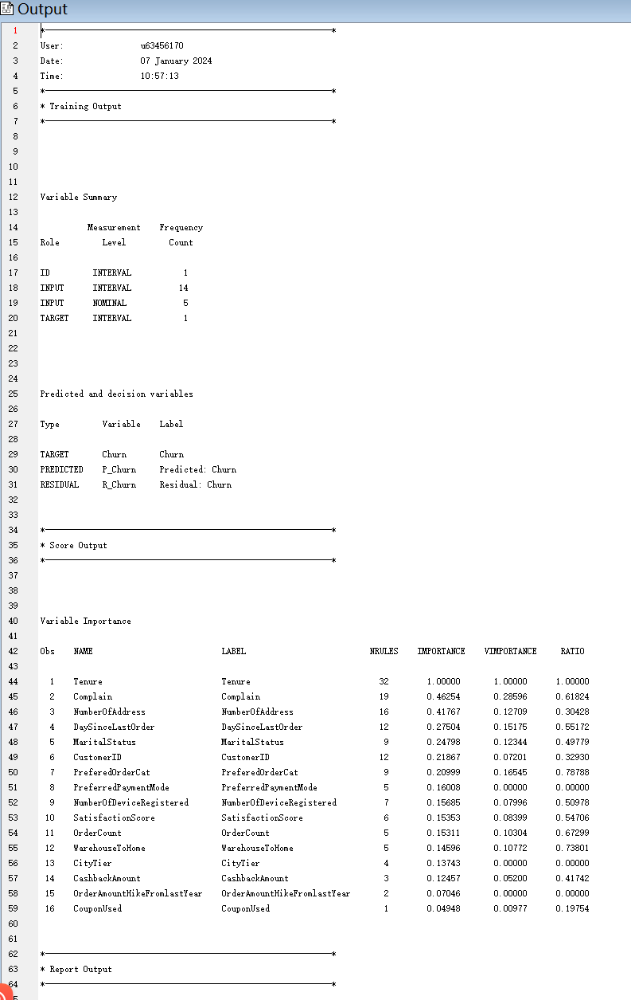 Output
1 *------------------------------------------------------------*
2 User: u63456170
3 Date: 07 January 2024
4 Time: 10:57:13
5 *------------------------------------------------------------*
6 * Training Output
7 *------------------------------------------------------------*
8
9
10
11
12 Variable Summary
13
14 Measurement Frequency
15 Role Level Count
16
17 ID INTERVAL 1
18 INPUT INTERVAL 14
19 INPUT NOMINAL 5
20 TARGET INTERVAL 1
21
22
23
24
25 Predicted and decision variables
26
27 Type Variable Label
28
29 TARGET Churn Churn
30 PREDICTED P_Churn Predicted: Churn
31 RESIDUAL R_Churn Residual: Churn
32
33
34 *------------------------------------------------------------*
35 * Score Output
36 *------------------------------------------------------------*
37
38
39
40 Variable Importance
41
42 Obs NAME LABEL NRULES IMPORTANCE VIMPORTANCE RATIO
43
44 1 Tenure Tenure 32 1.00000 1.00000 1.00000
45 2 Complain Complain 19 0.46254 0.28596 0.61824
46 3 NumberOfAddress NumberOfAddress 16 0.41767 0.12709 0.30428
47 4 DaySinceLastOrder DaySinceLastOrder 12 0.27504 0.15175 0.55172
48 5 MaritalStatus MaritalStatus 9 0.24798 0.12344 0.49779
49 6 CustomerID CustomerID 12 0.21867 0.07201 0.32930
50 7 PreferedOrderCat PreferedOrderCat 9 0.20999 0.16545 0.78788
51 8 PreferredPaymentMode PreferredPaymentMode 5 0.16008 0.00000 0.00000
52 9 NumberOfDeviceRegistered NumberOfDeviceRegistered 7 0.15685 0.07996 0.50978
53 10 SatisfactionScore SatisfactionScore 6 0.15353 0.08399 0.54706
54 11 OrderCount OrderCount 5 0.15311 0.10304 0.67299
55 12 WarehouseToHome WarehouseToHome 5 0.14596 0.10772 0.73801
56 13 CityTier CityTier 4 0.13743 0.00000 0.00000
57 14 CashbackAmount CashbackAmount 3 0.12457 0.05200 0.41742
58 15 OrderAmountHikeFromlastYear OrderAmountHikeFromlastYear 2 0.07046 0.00000 0.00000
59 16 CouponUsed CouponUsed 1 0.04948 0.00977 0.19754
60
61
62 *------------------------------------------------------------*
63 * Report Output
64 *------------------------------------------------------------*